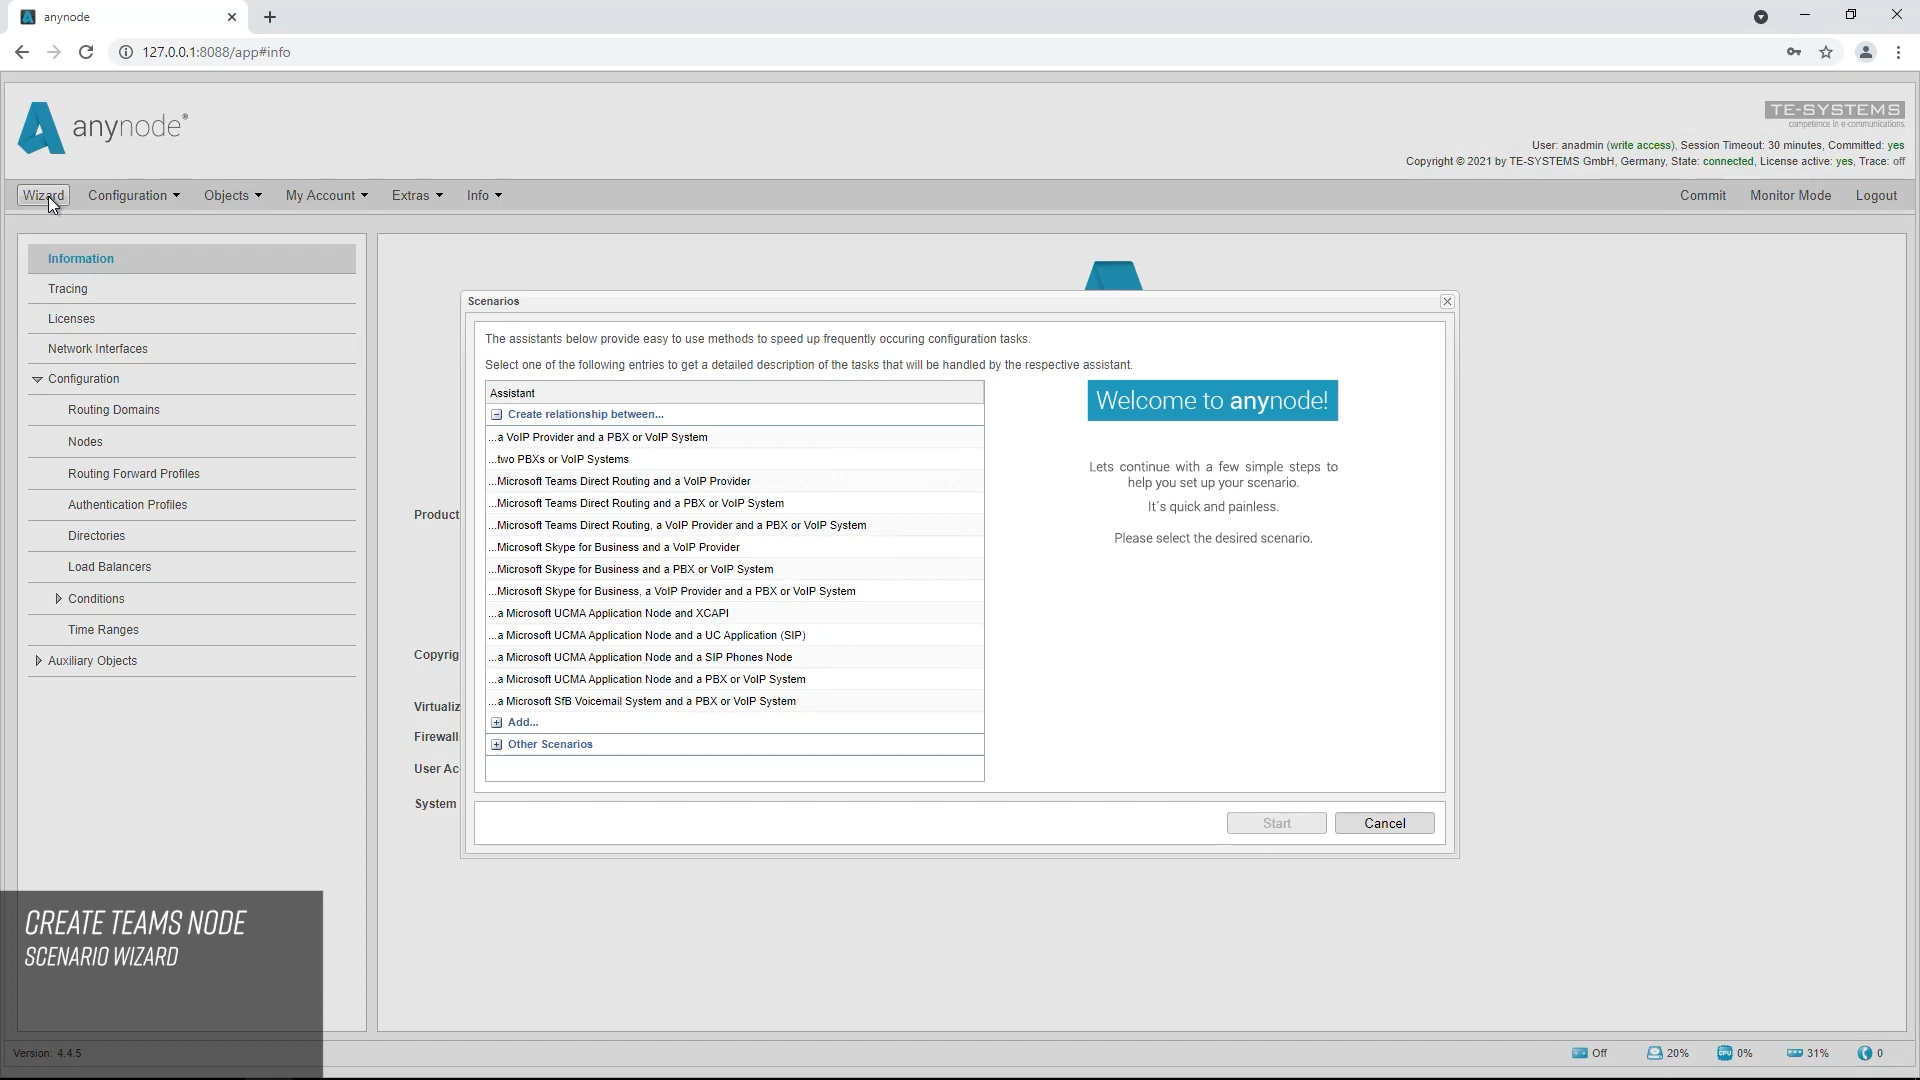 anynode
127.0.0.1:8088/app#info
anynode®
TE-SYSTEMS
competence in e-communications.
User: anadmin (write access), Session Timeout: 30 minutes, Committed: yes
Copyright © 2021 by TE-SYSTEMS GmbH, Germany, State: connected, License active: yes, Trace: off
Wizard Configuration Objects My Account Extras Info Commit Monitor Mode Logout
Information
Tracing
Licenses
Network Interfaces
Configuration
Routing Domains
Nodes
Routing Forward Profiles
Authentication Profiles
Directories
Load Balancers
Conditions
Time Ranges
Auxiliary Objects
Product
Copyrig
Virtualiz
Firewall
User Ac
System
Scenarios
The assistants below provide easy to use methods to speed up frequently occuring configuration tasks.
Select one of the following entries to get a detailed description of the tasks that will be handled by the respective assistant.
Assistant
Create relationship between...
...a VoIP Provider and a PBX or VoIP System
...two PBXs or VoIP Systems
...Microsoft Teams Direct Routing and a VoIP Provider
...Microsoft Teams Direct Routing and a PBX or VoIP System
...Microsoft Teams Direct Routing, a VoIP Provider and a PBX or VoIP System
...Microsoft Skype for Business and a VoIP Provider
...Microsoft Skype for Business and a PBX or VoIP System
...Microsoft Skype for Business, a VoIP Provider and a PBX or VoIP System
...a Microsoft UCMA Application Node and XCAPI
...a Microsoft UCMA Application Node and a UC Application (SIP)
...a Microsoft UCMA Application Node and a SIP Phones Node
...a Microsoft UCMA Application Node and a PBX or VoIP System
...a Microsoft SfB Voicemail System and a PBX or VoIP System
Add...
Other Scenarios
Welcome to anynode!
Lets continue with a few simple steps to
help you set up your scenario.
It´s quick and painless.
Please select the desired scenario.
Start Cancel
CREATE TEAMS NODE
SCENARIO WIZARD
Version: 4.4.5
Off 20% CPU 0% 31% 0